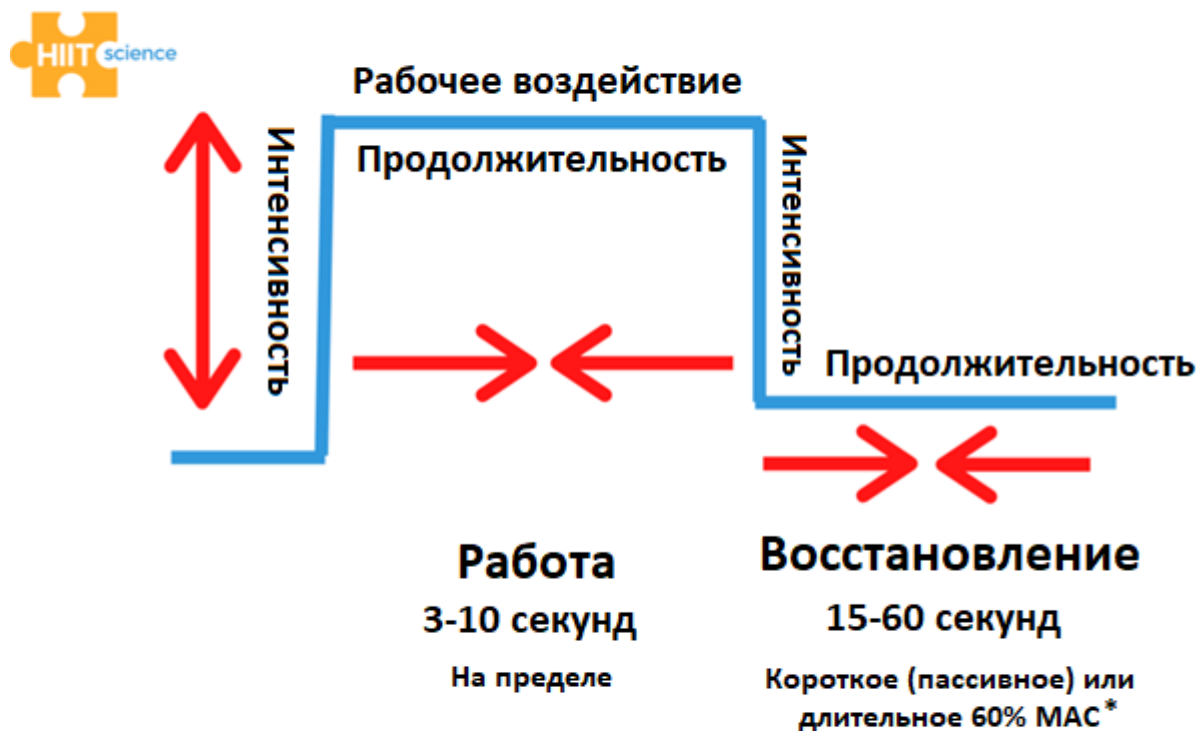 HIIT science
Рабочее воздействие
Интенсивность
Продолжительность
Интенсивность
Продолжительность
Работа
3-10 секунд
На пределе
Восстановление
15-60 секунд
Короткое (пассивное) или
длительное 60% МАС*